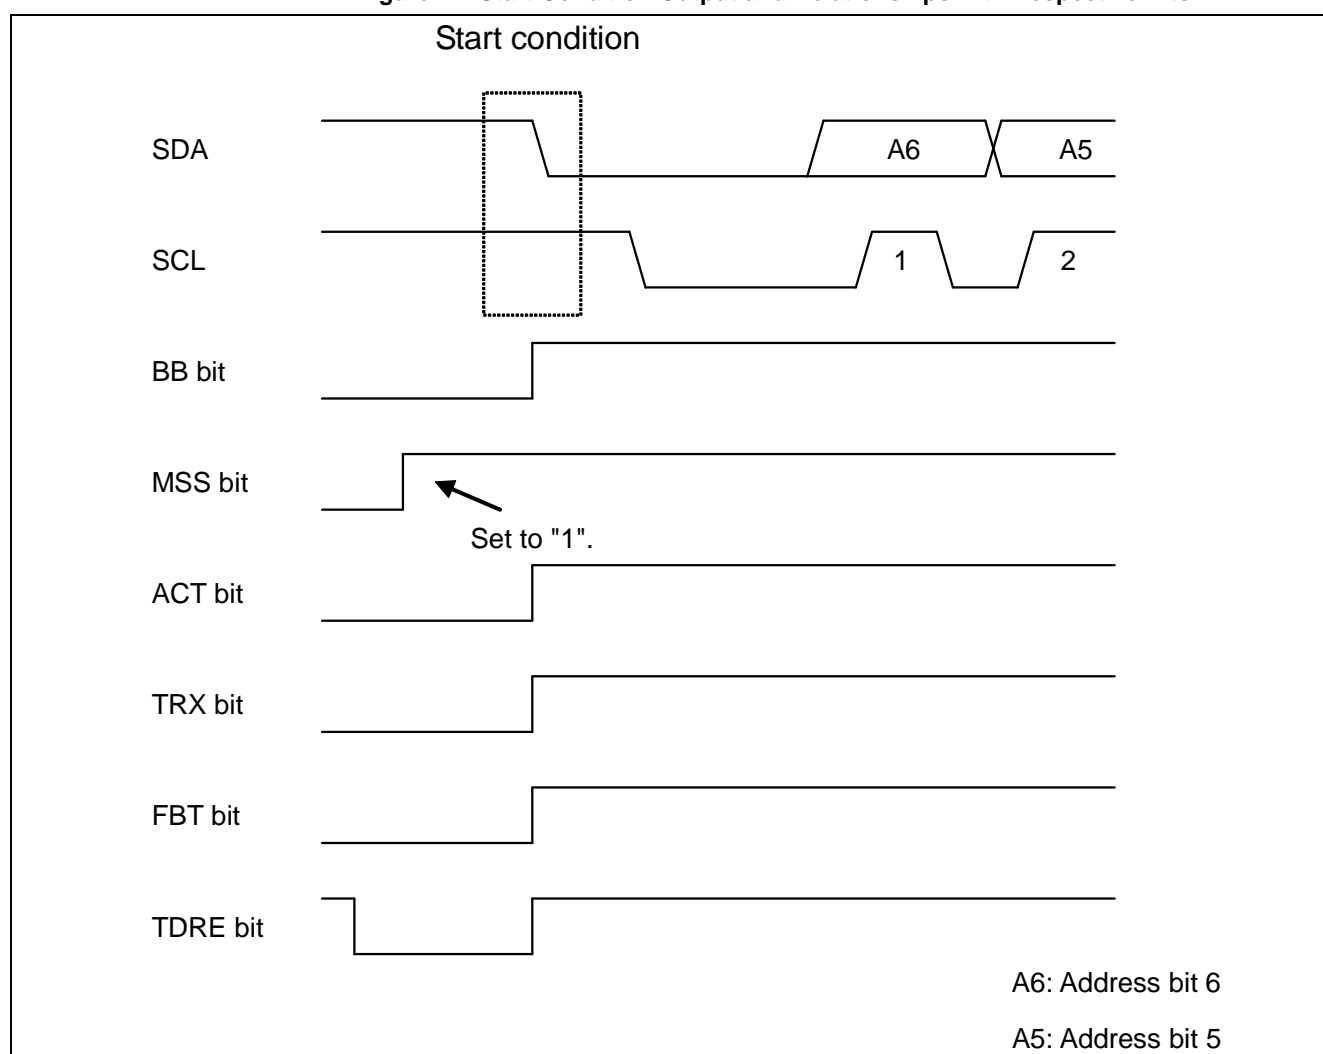 Start condition
SDA
A6
A5
SCL
1
2
BB bit
MSS bit
Set to "1".
ACT bit
TRX bit
FBT bit
TDRE bit
A6: Address bit 6
A5: Address bit 5